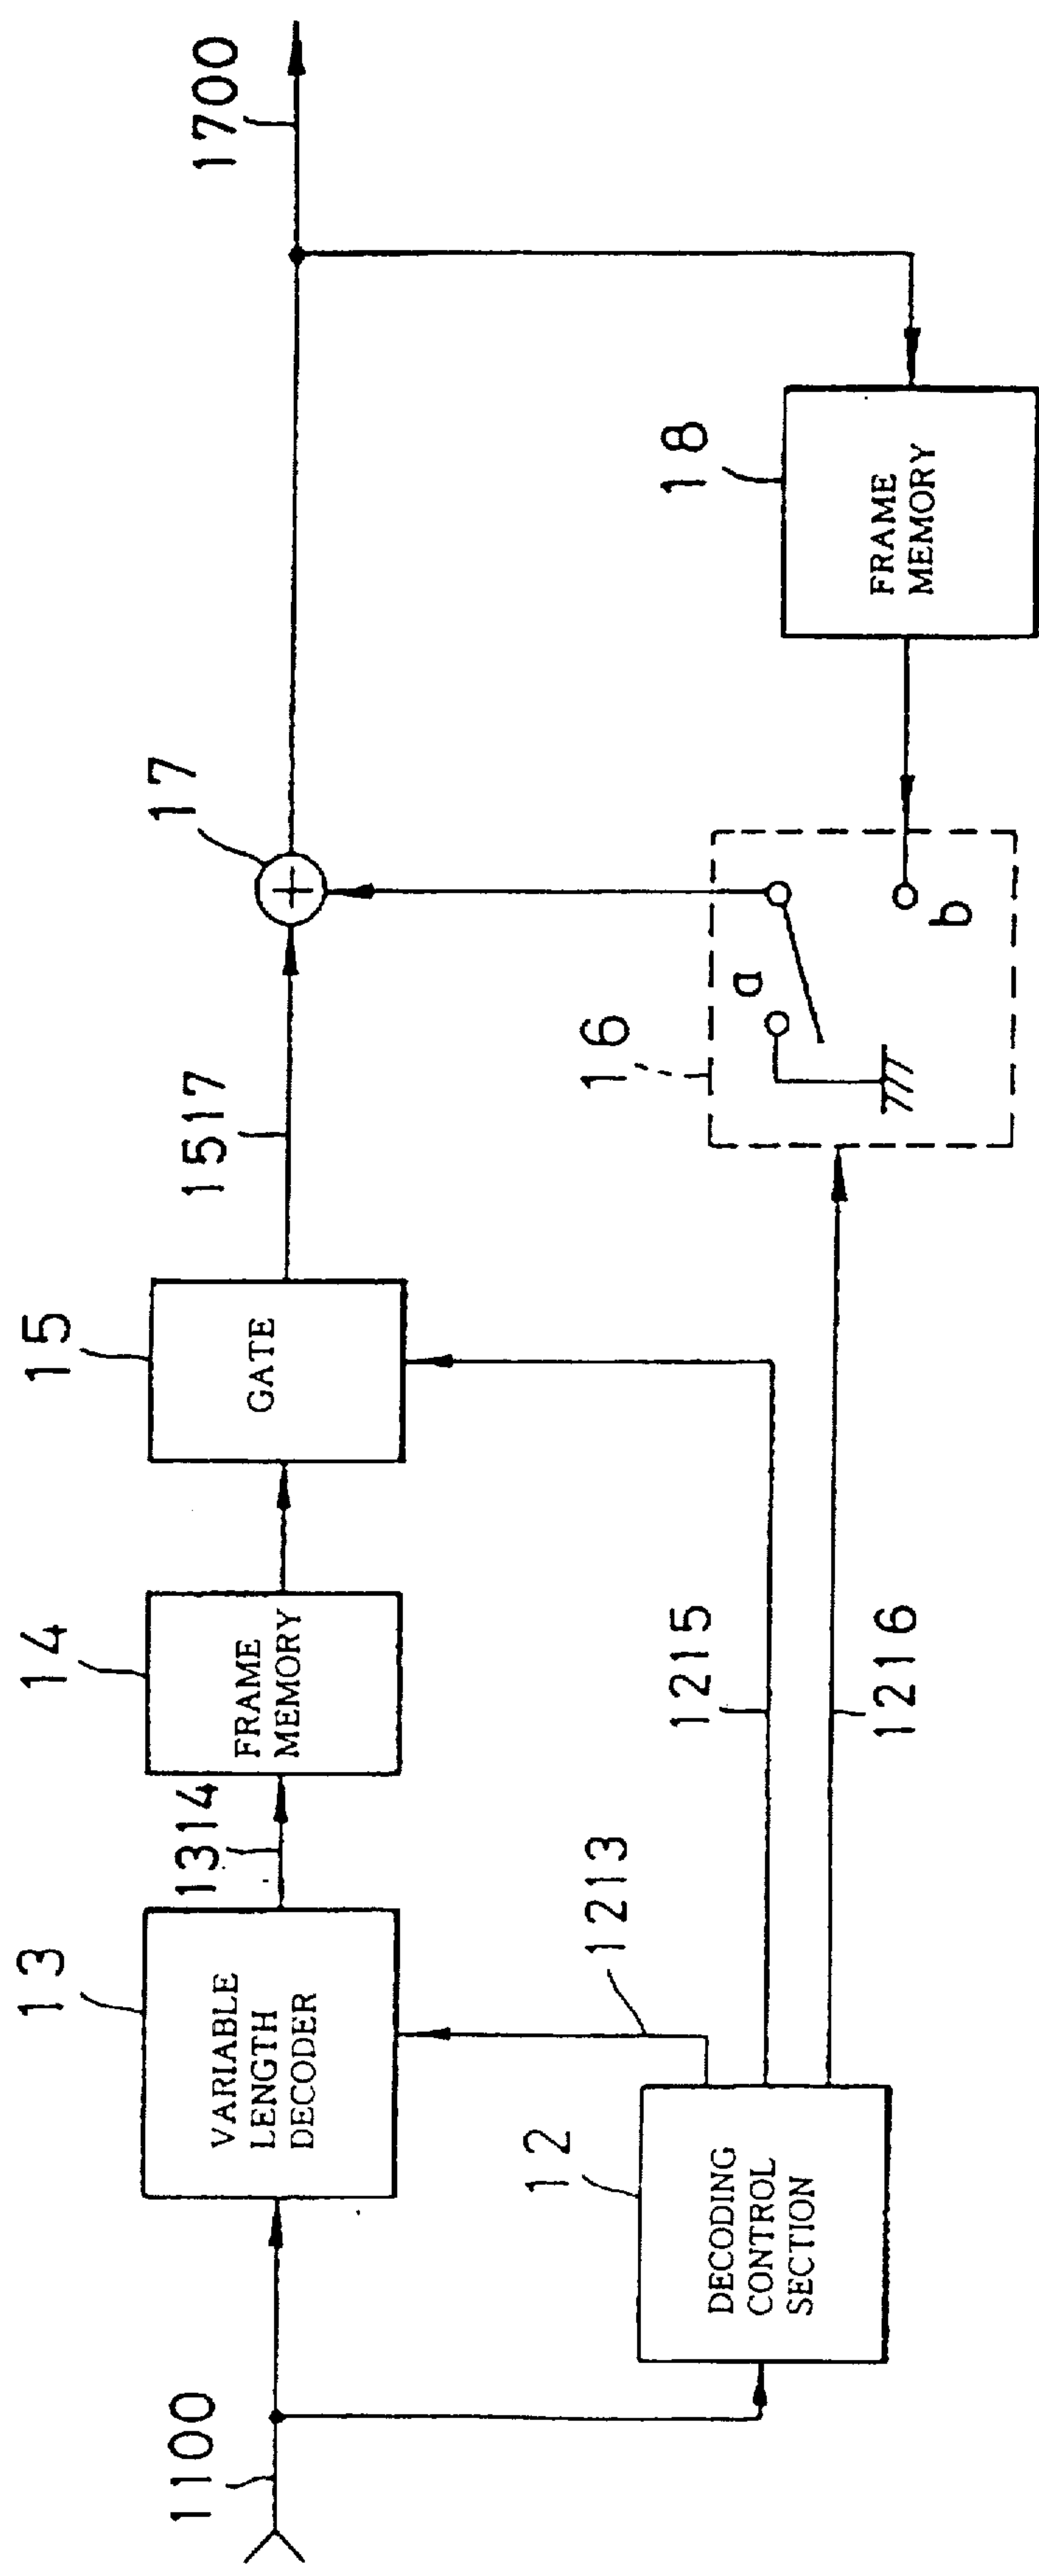 1100
13
VARIABLE
LENGTH
DECODER
1314
14
FRAME
MEMORY
15
GATE
1517
17
1700
12
DECODING
CONTROL
SECTION
1213
1215
1216
16
a
b
18
FRAME
MEMORY